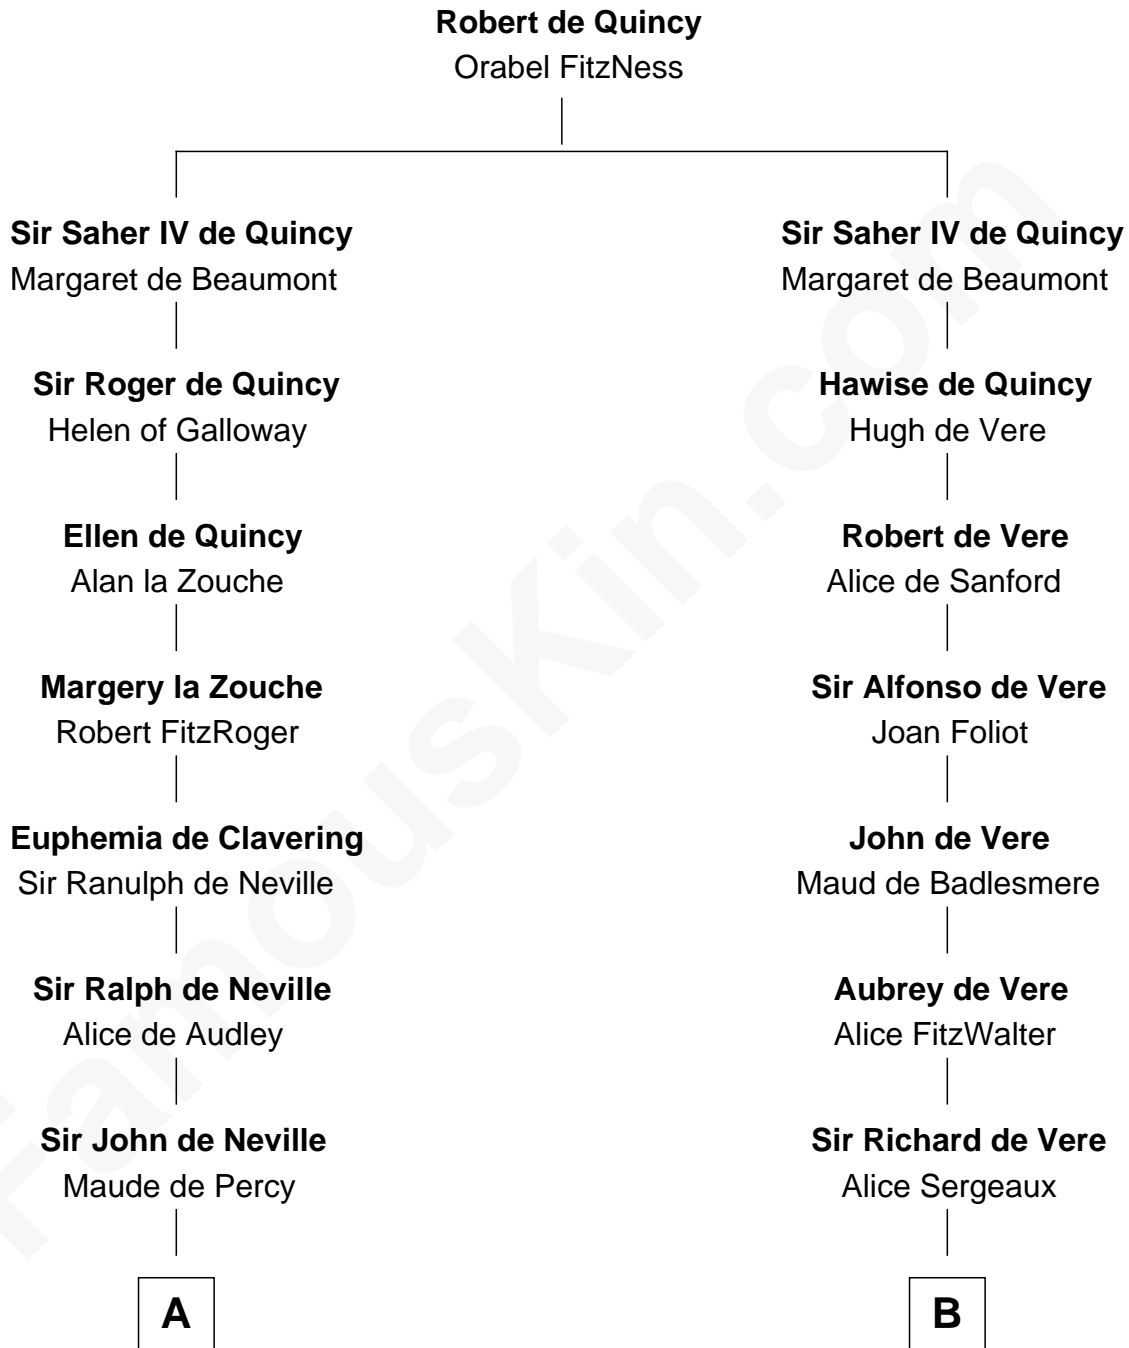 Robert de Quincy
Orabel FitzNess
Sir Saher IV de Quincy
Margaret de Beaumont
Sir Saher IV de Quincy
Margaret de Beaumont
Sir Roger de Quincy
Helen of Galloway
Hawise de Quincy
Hugh de Vere
Ellen de Quincy
Alan la Zouche
Robert de Vere
Alice de Sanford
Margery la Zouche
Robert FitzRoger
Sir Alfonso de Vere
Joan Foliot
Euphemia de Clavering
Sir Ranulph de Neville
John de Vere
Maud de Badlesmere
Sir Ralph de Neville
Alice de Audley
Aubrey de Vere
Alice FitzWalter
Sir John de Neville
Maude de Percy
Sir Richard de Vere
Alice Sergeaux
A
B
FamousKin.com